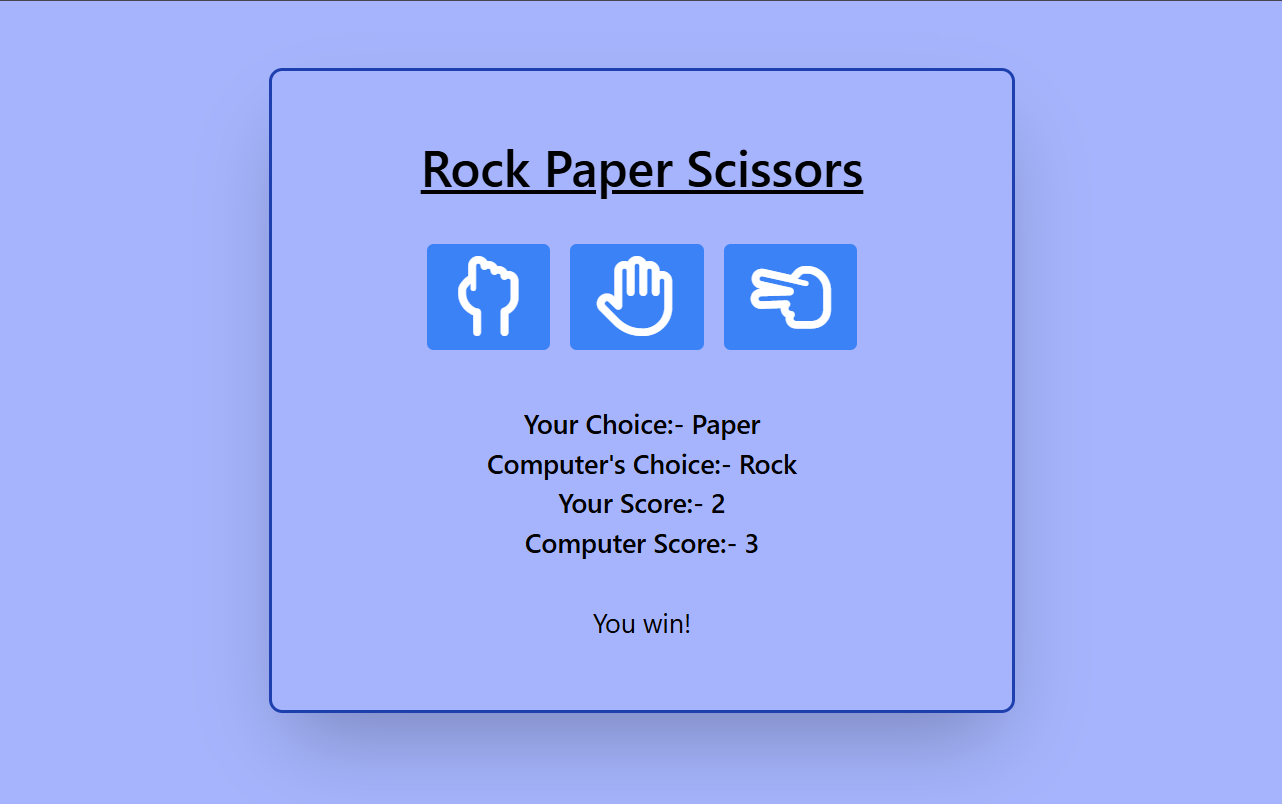 Rock Paper Scissors
Your Choice:- Paper
Computer's Choice:- Rock
Your Score:- 2
Computer Score:- 3
You win!